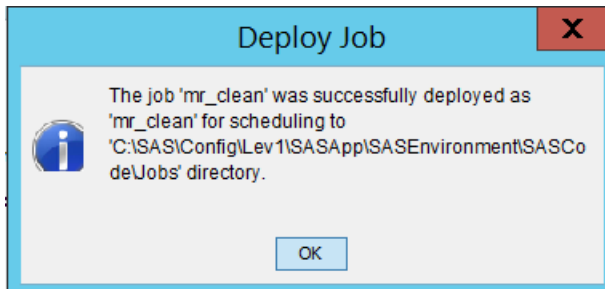 Deploy Job
X
The job 'mr_clean' was successfully deployed as
'mr_clean' for scheduling to
'C:\SAS\Config\Lev1\SASApp\SASEnvironment\SASCo
de\Jobs' directory.
OK